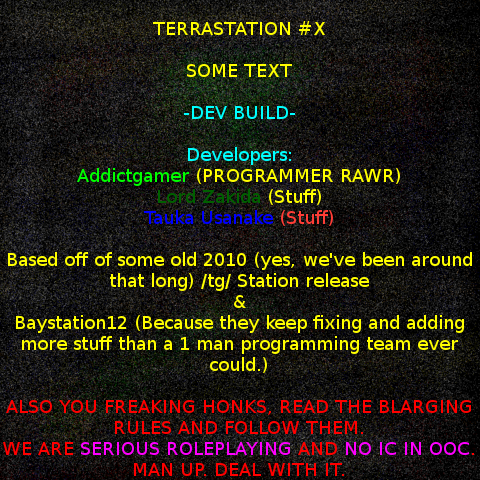 TERRASTATION #X
SOME TEXT
-DEV BUILD-
Developers:
Addictgamer (PROGRAMMER RAWR)
Lord Zakida (Stuff)
Tauka Usanake (Stuff)
Based off of some old 2010 (yes, we've been around
that long) /tg/ Station release
&
Baystation12 (Because they keep fixing and adding
more stuff than a 1 man programming team ever
could.)
ALSO YOU FREAKING HONKS, READ THE BLARGING
RULES AND FOLLOW THEM.
WE ARE SERIOUS ROLEPLAYING AND NO IC IN OOC.
MAN UP. DEAL WITH IT.